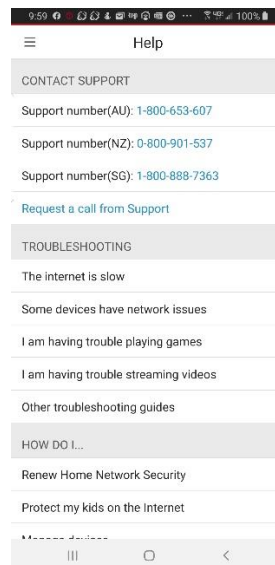 9:59 100%
Help
CONTACT SUPPORT
Support number(AU): 1-800-653-607
Support number(NZ): 0-800-901-537
Support number(SG): 1-800-888-7363
Request a call from Support
TROUBLESHOOTING
The internet is slow
Some devices have network issues
I am having trouble playing games
I am having trouble streaming videos
Other troubleshooting guides
HOW DO I...
Renew Home Network Security
Protect my kids on the Internet
Manage devices